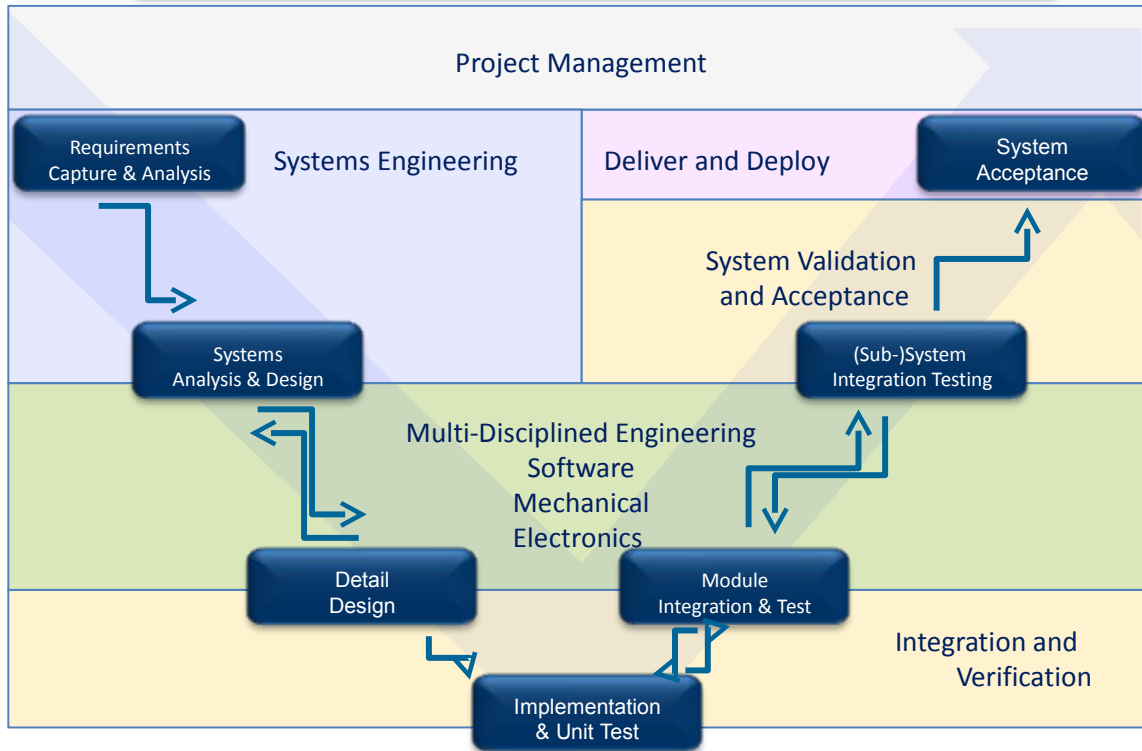 Project Management
Requirements
Capture & Analysis
Systems Engineering
Deliver and Deploy
System
Acceptance
System Validation
and Acceptance
Systems
Analysis & Design
(Sub-)System
Integration Testing
Multi-Disciplined Engineering
Software
Mechanical
Electronics
Detail
Design
Module
Integration & Test
Integration and
Verification
Implementation
& Unit Test